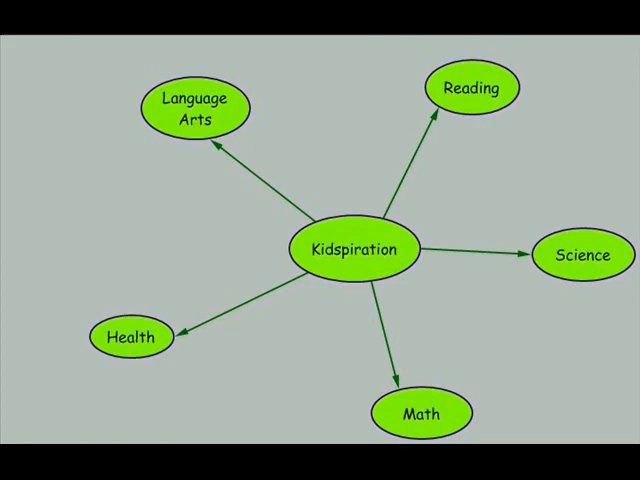 Reading
Language
Arts
Kidspiration
Science
Health
Math